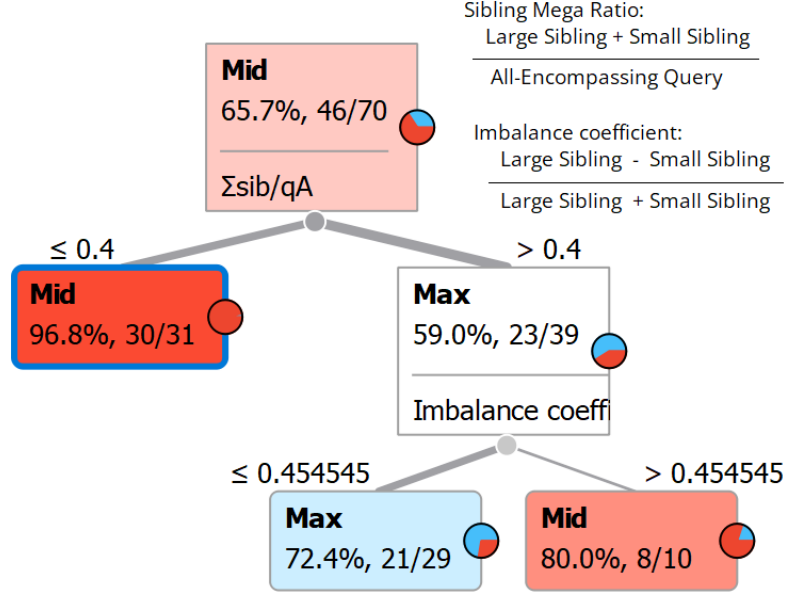 Sibling Mega Ratio:
Large Sibling + Small Sibling
All-Encompassing Query
Mid
65.7%, 46/70
Σsib/qA
Imbalance coefficient:
Large Sibling - Small Sibling
Large Sibling + Small Sibling
≤ 0.4
> 0.4
Mid
96.8%, 30/31
Max
59.0%, 23/39
Imbalance coeffi
≤ 0.454545
> 0.454545
Max
72.4%, 21/29
Mid
80.0%, 8/10